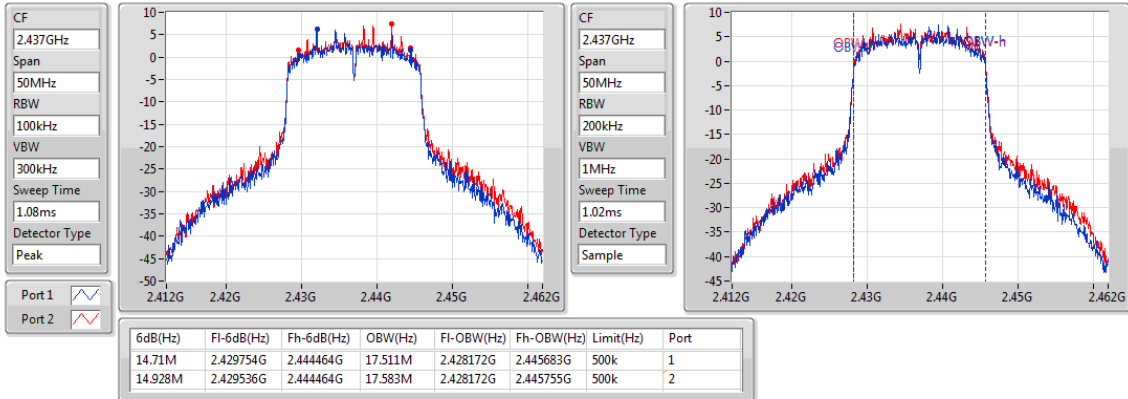 CF
2.437GHz
Span
50MHz
RBW
100kHz
VBW
300kHz
Sweep Time
1.08ms
Detector Type
Peak
Port 1
Port 2
10
5
0
-5
-10
-15
-20
-25
-30
-35
-40
-45
-50
2.412G 2.42G 2.43G 2.44G 2.45G 2.462G
CF
2.437GHz
Span
50MHz
RBW
200kHz
VBW
1MHz
Sweep Time
1.02ms
Detector Type
Sample
10
5
0
-5
-10
-15
-20
-25
-30
-35
-40
-45
OBW-h
2.412G 2.42G 2.43G 2.44G 2.45G 2.462G
6dB(Hz) Fl-6dB(Hz) Fh-6dB(Hz) OBW(Hz) Fl-OBW(Hz) Fh-OBW(Hz) Limit(Hz) Port
14.71M 2.429754G 2.444464G 17.511M 2.428172G 2.445683G 500k 1
14.928M 2.429536G 2.444464G 17.583M 2.428172G 2.445755G 500k 2